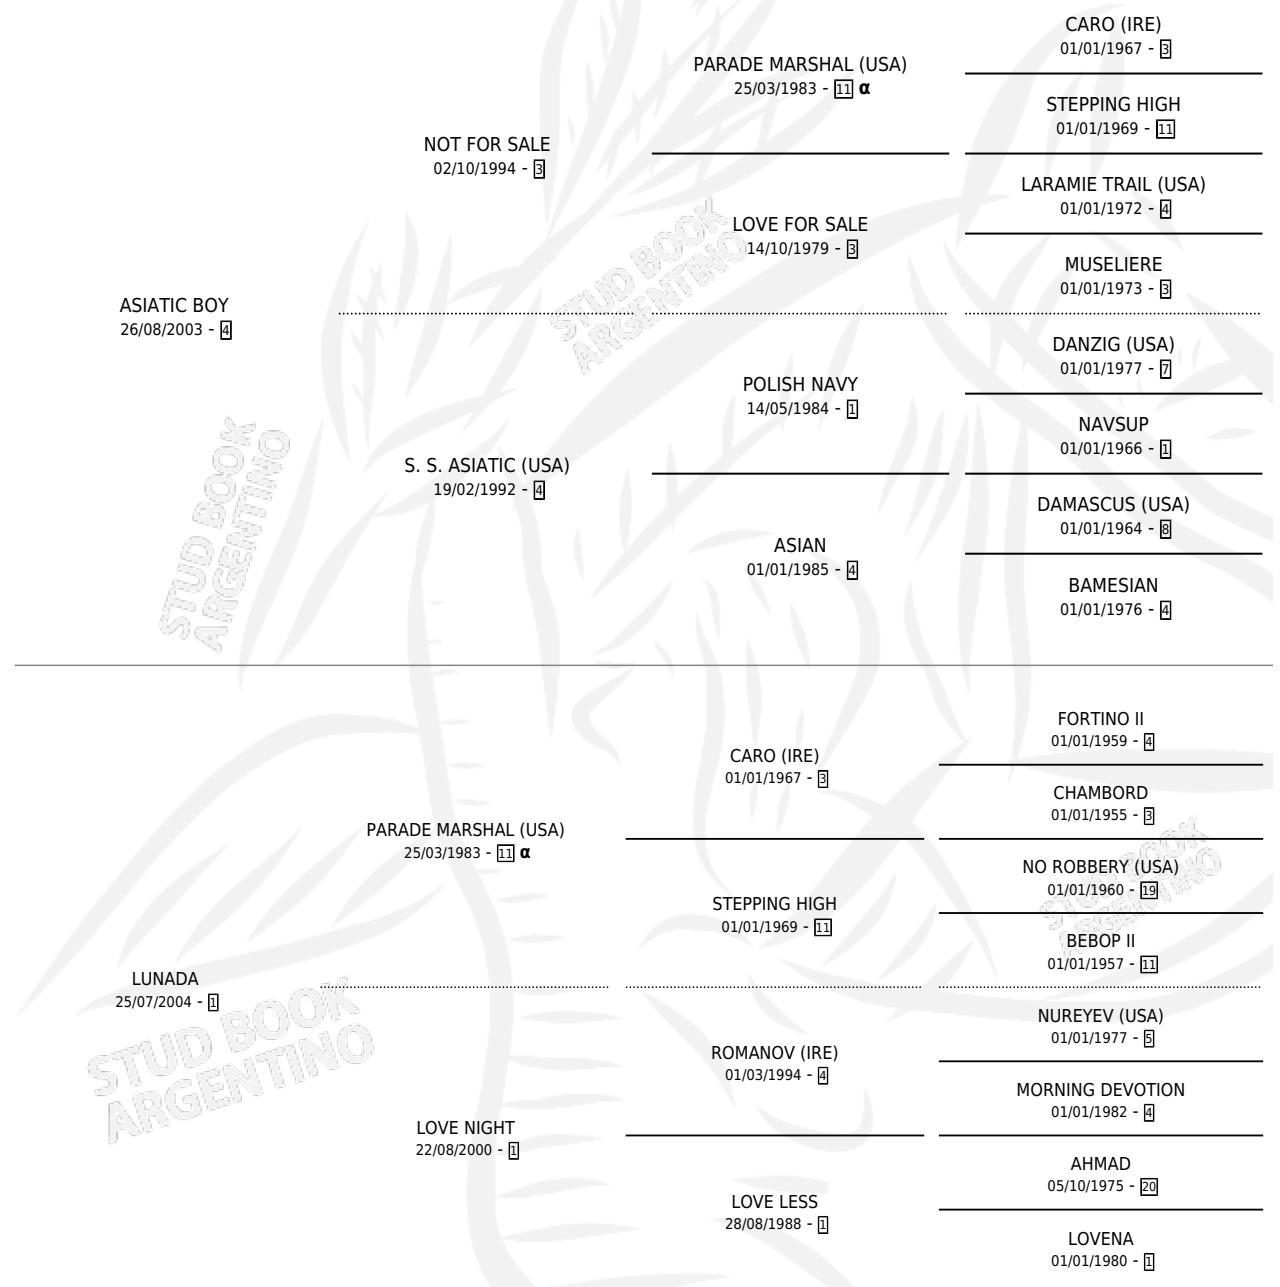 CARO (IRE)
01/01/1967 - 3
PARADE MARSHAL (USA)
25/03/1983 - 11 α
STEPPING HIGH
01/01/1969 - 11
NOT FOR SALE
02/10/1994 - 3
LARAMIE TRAIL (USA)
01/01/1972 - 4
LOVE FOR SALE
14/10/1979 - 3
MUSELIERE
01/01/1973 - 3
ASIATIC BOY
26/08/2003 - 4
DANZIG (USA)
01/01/1977 - 7
POLISH NAVY
14/05/1984 - 1
NAVSUP
01/01/1966 - 1
S. S. ASIATIC (USA)
19/02/1992 - 4
DAMASCUS (USA)
01/01/1964 - 8
ASIAN
01/01/1985 - 4
BAMESIAN
01/01/1976 - 4
STUD BOOK
ARGENTINO
STUD BOOK
ARGENTINO
FORTINO II
01/01/1959 - 4
CARO (IRE)
01/01/1967 - 3
CHAMBORD
01/01/1955 - 3
PARADE MARSHAL (USA)
25/03/1983 - 11 α
NO ROBBERY (USA)
01/01/1960 - 19
STEPPING HIGH
01/01/1969 - 11
BEBOP II
01/01/1957 - 11
LUNADA
25/07/2004 - 1
NUREYEV (USA)
01/01/1977 - 5
ROMANOV (IRE)
01/03/1994 - 4
MORNING DEVOTION
01/01/1982 - 4
LOVE NIGHT
22/08/2000 - 1
AHMAD
05/10/1975 - 20
LOVE LESS
28/08/1988 - 1
LOVENA
01/01/1980 - 1
STUD BOOK
ARGENTINO
STUD BOOK
ARGENTINO